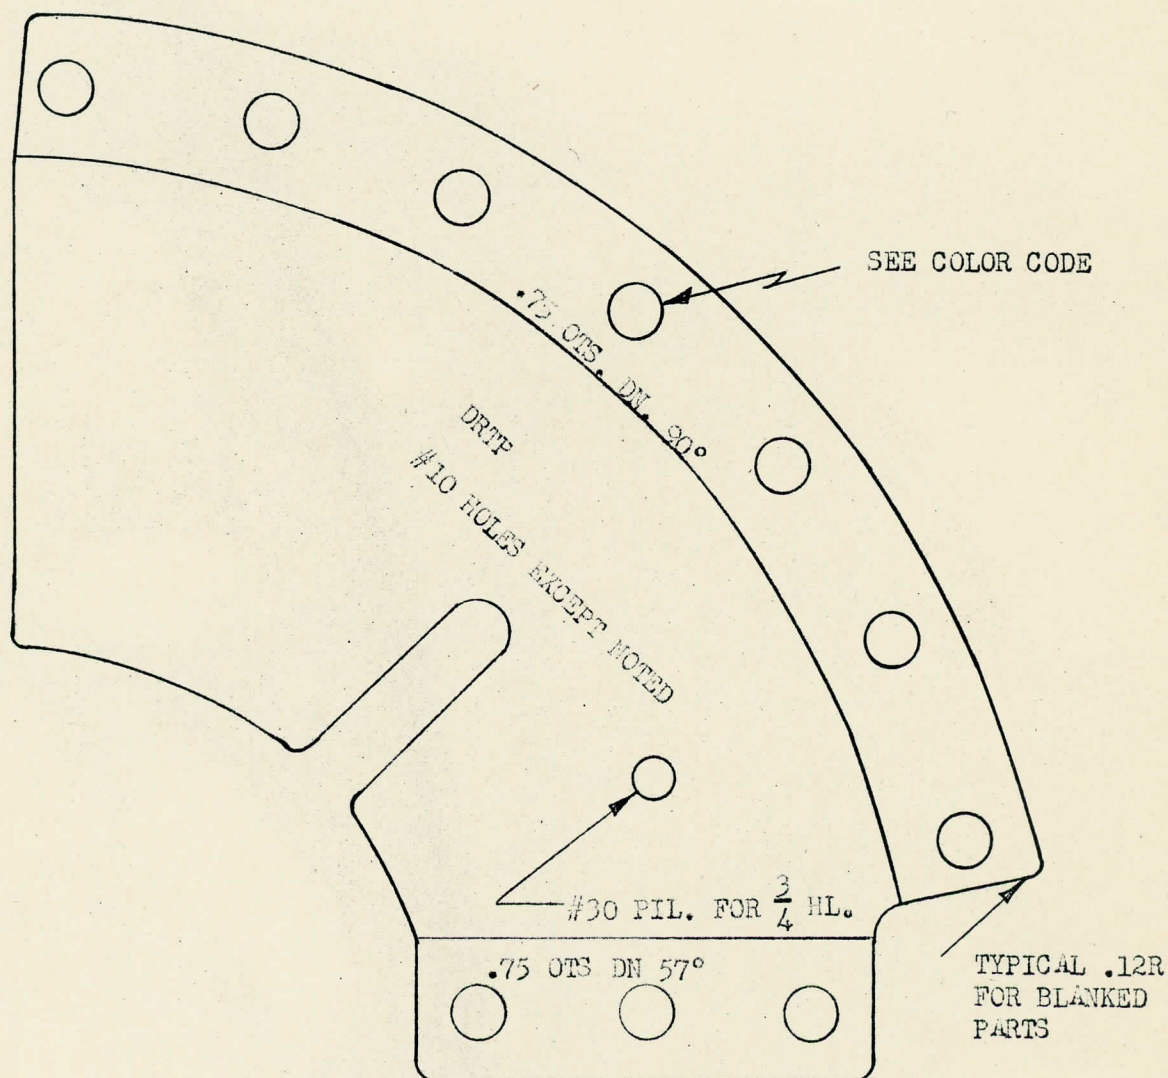 SEE COLOR CODE
.75 OTS. DN. 90°
DRTP
#10 HOLES EXCEPT NOTED
#30 PIL. FOR 3/4 HL.
.75 OTS DN 57°
TYPICAL .12R
FOR BLANKED
PARTS